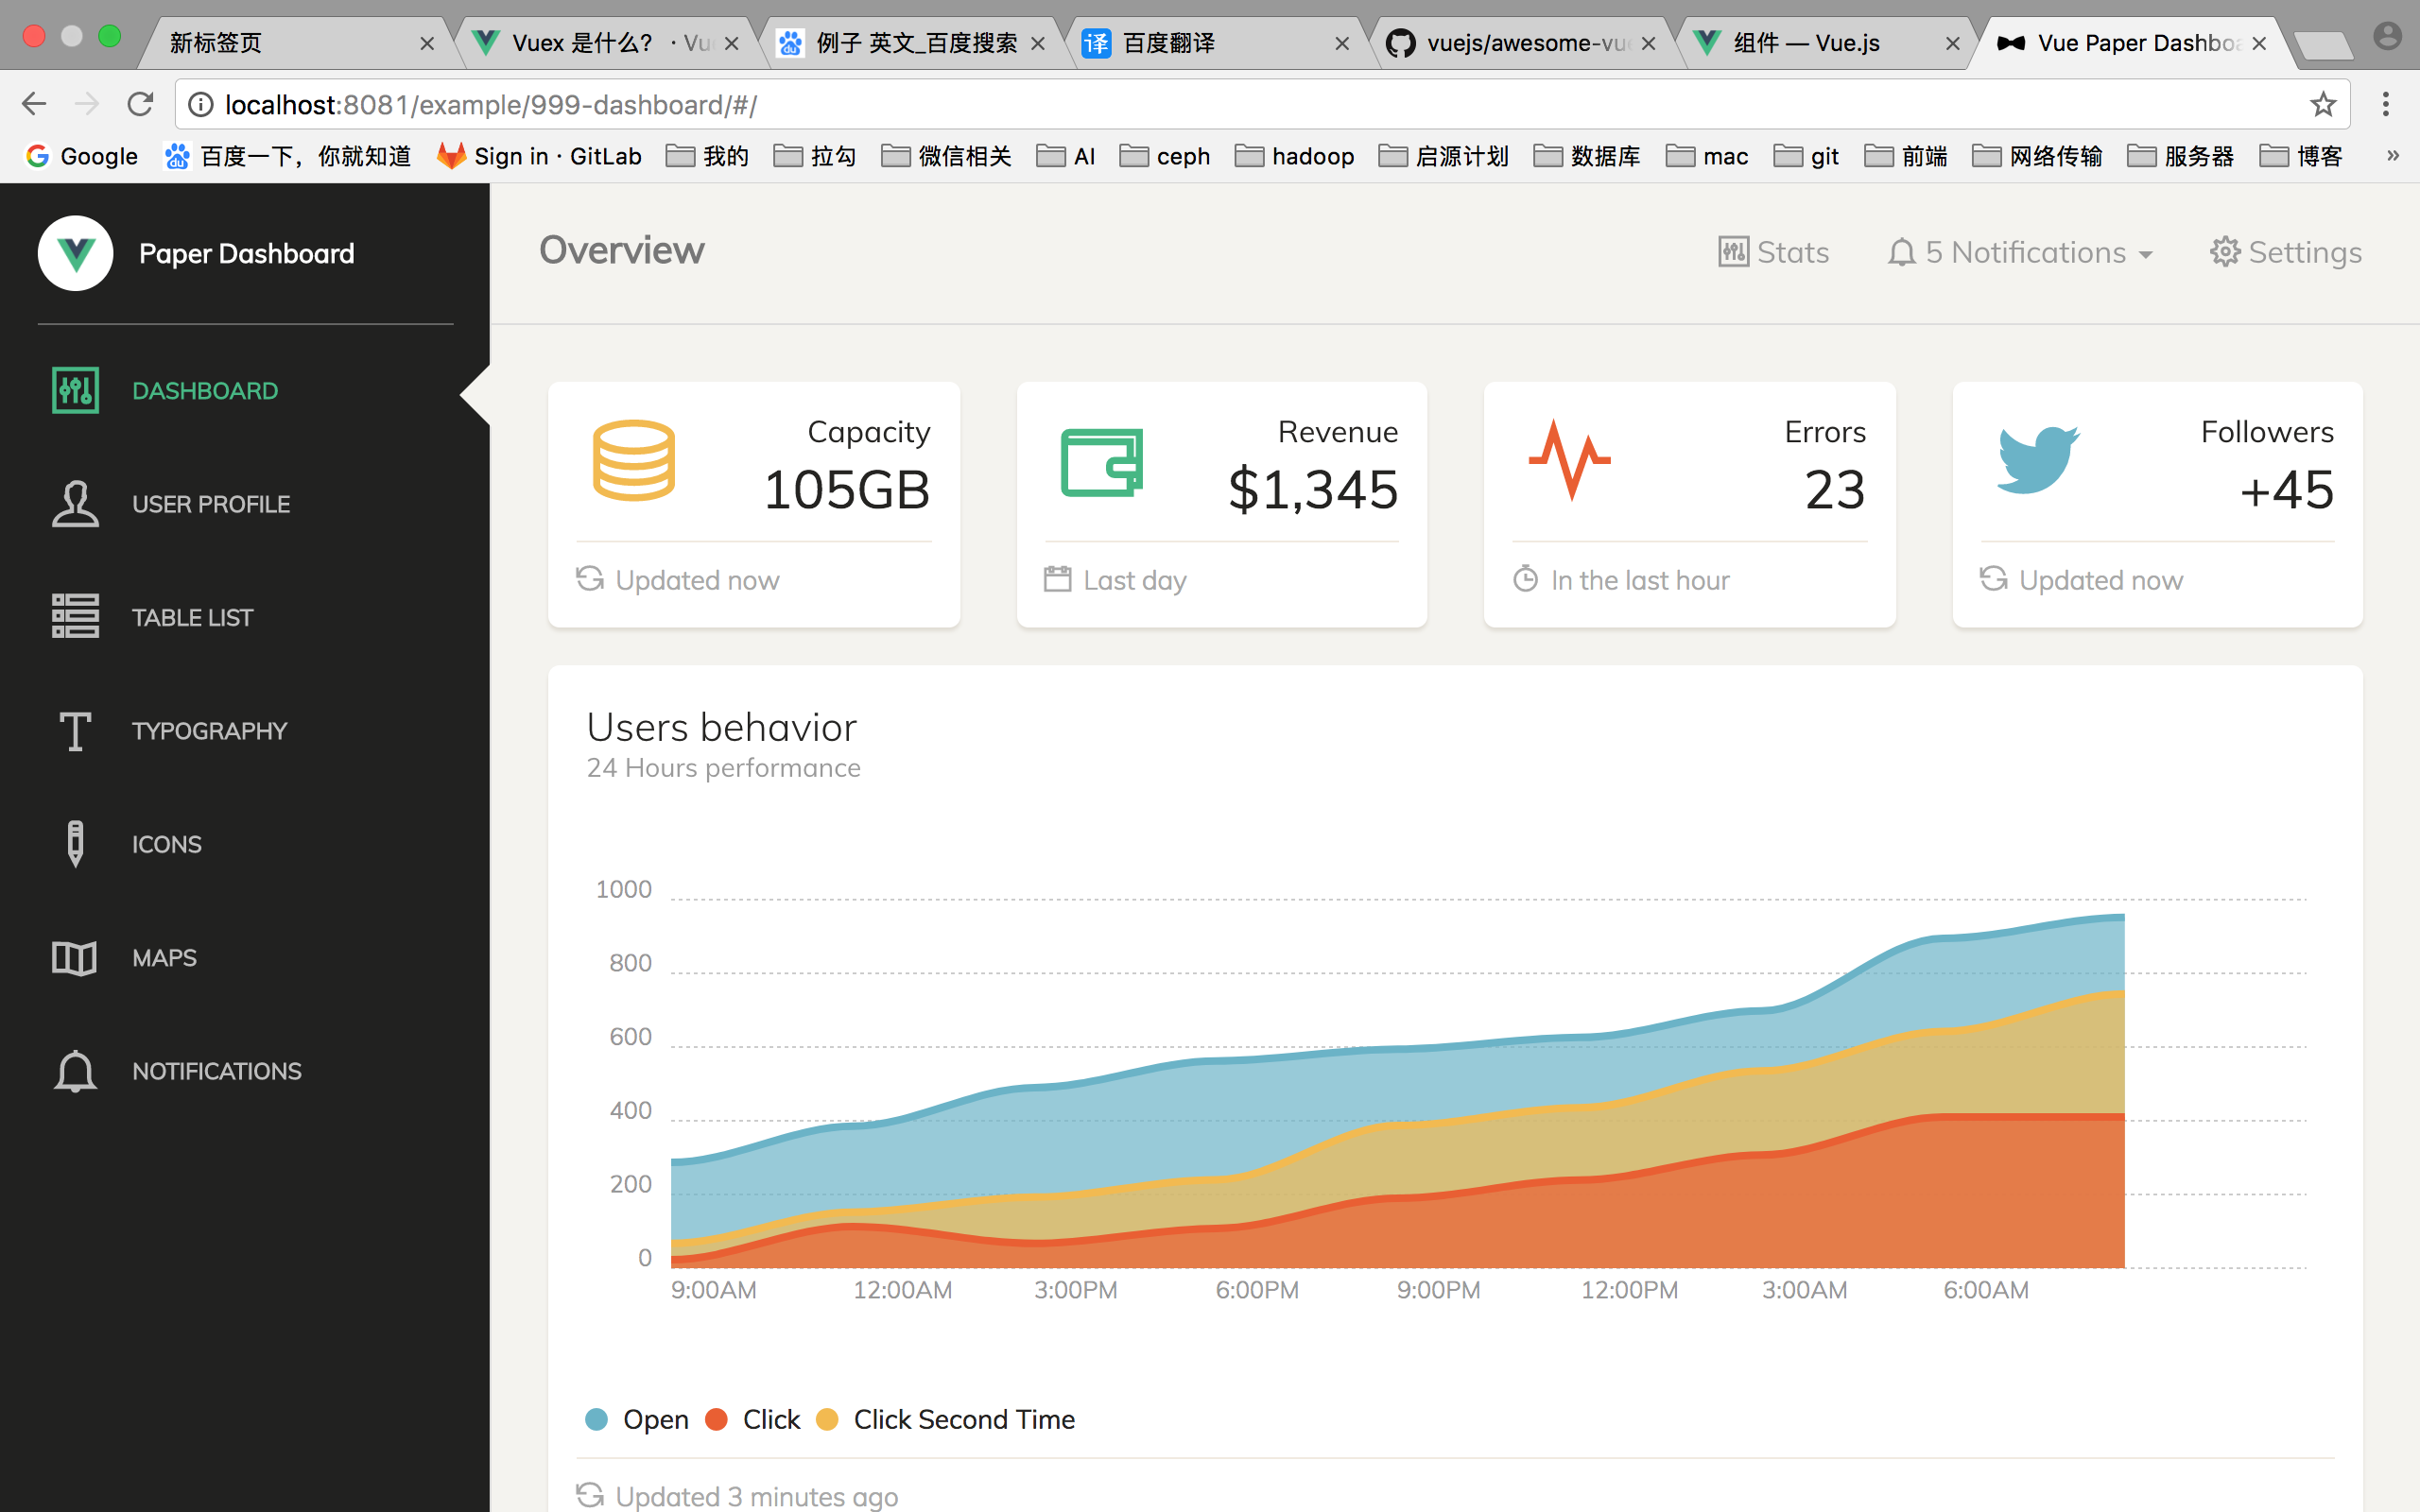 新标签页
Vuex 是什么？ · Vu
例子 英文_百度搜索
译 百度翻译
vuejs/awesome-vue
组件 — Vue.js
Vue Paper Dashboa
localhost:8081/example/999-dashboard/#/
Google 百度一下，你就知道 Sign in · GitLab 我的 拉勾 微信相关 AI ceph hadoop 启源计划 数据库 mac git 前端 网络传输 服务器 博客 »
Paper Dashboard
DASHBOARD
USER PROFILE
TABLE LIST
TYPOGRAPHY
ICONS
MAPS
NOTIFICATIONS
Overview
Stats
5 Notifications
Settings
Capacity
105GB
Updated now
Revenue
$1,345
Last day
Errors
23
In the last hour
Followers
+45
Updated now
Users behavior
24 Hours performance
1000
800
600
400
200
0
9:00AM 12:00AM 3:00PM 6:00PM 9:00PM 12:00PM 3:00AM 6:00AM
Open Click Click Second Time
Updated 3 minutes ago